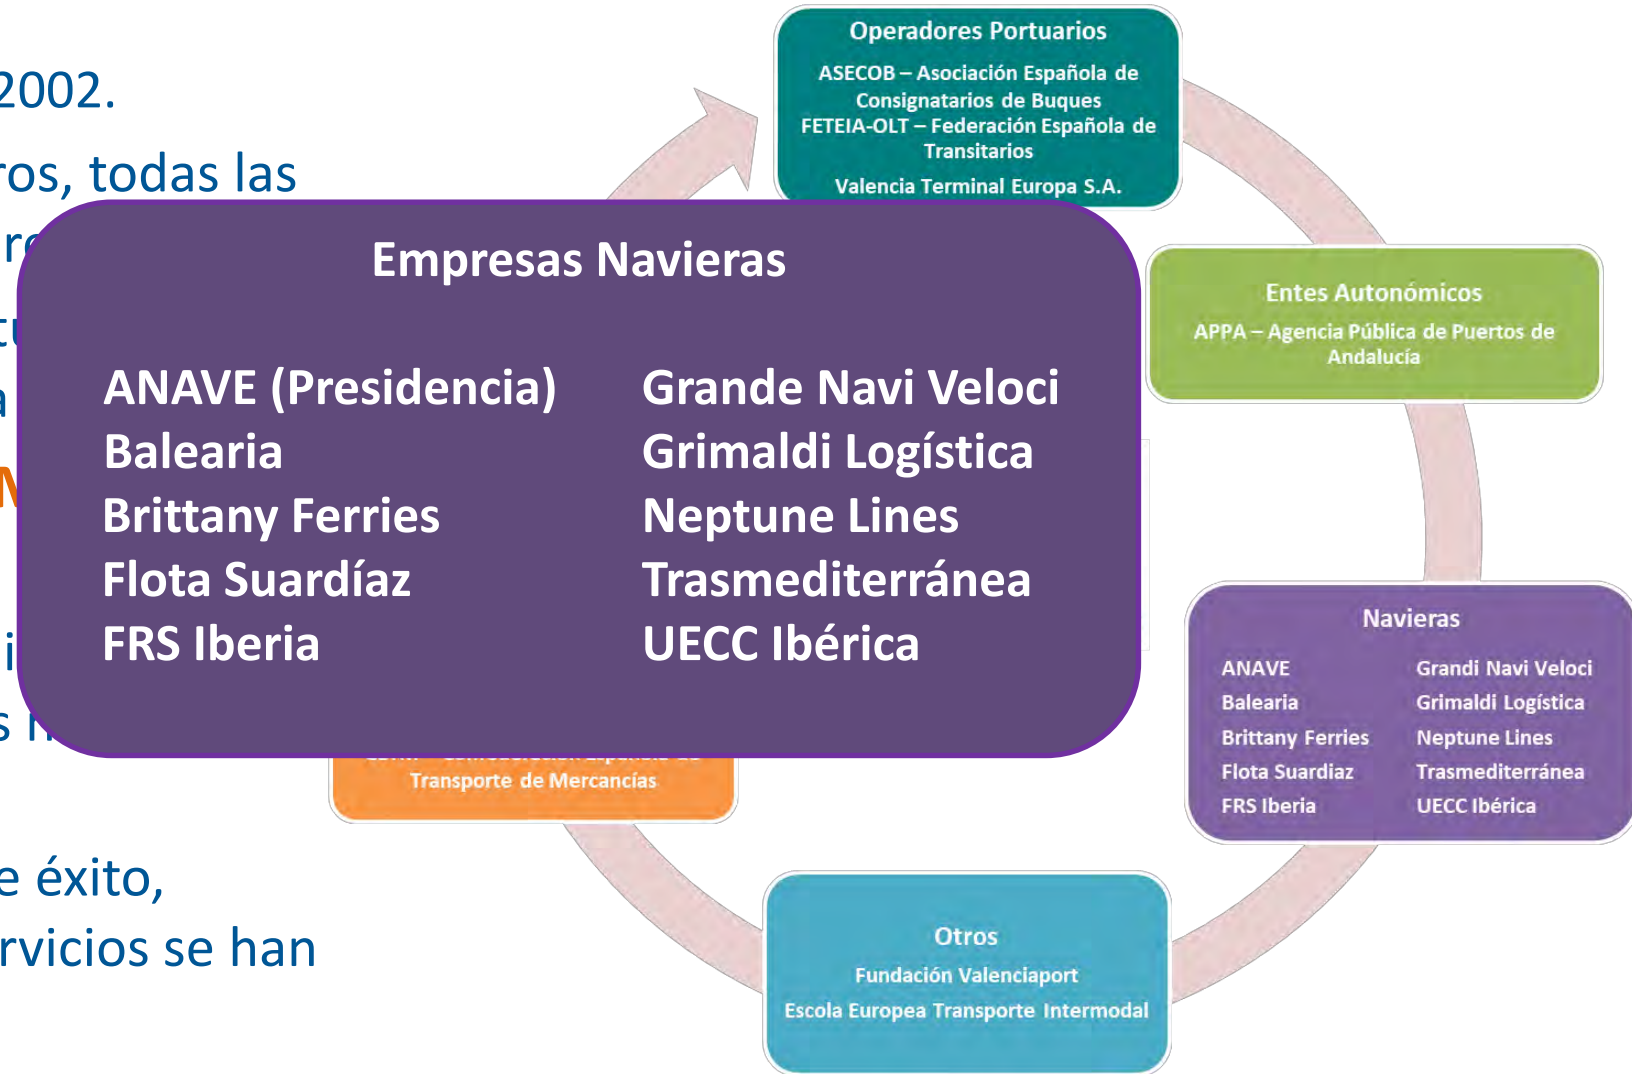 2002.
ros, todas las
Operadores Portuarios
ASECOB – Asociación Española de
Consignatarios de Buques
FETEIA-OLT – Federación Española de
Transitarios
Valencia Terminal Europa S.A.
Entes Autonómicos
APPA – Agencia Pública de Puertos de
Andalucía
Empresas Navieras
ANAVE (Presidencia)
Balearia
Brittany Ferries
Flota Suardíaz
FRS Iberia
Grande Navi Veloci
Grimaldi Logística
Neptune Lines
Trasmediterránea
UECC Ibérica
Navieras
ANAVE
Balearia
Brittany Ferries
Flota Suardiaz
FRS Iberia
Grandi Navi Veloci
Grimaldi Logística
Neptune Lines
Trasmediterránea
UECC Ibérica
Transporte de Mercancías
e éxito,
rvicios se han
Otros
Fundación Valenciaport
Escola Europea Transporte Intermodal